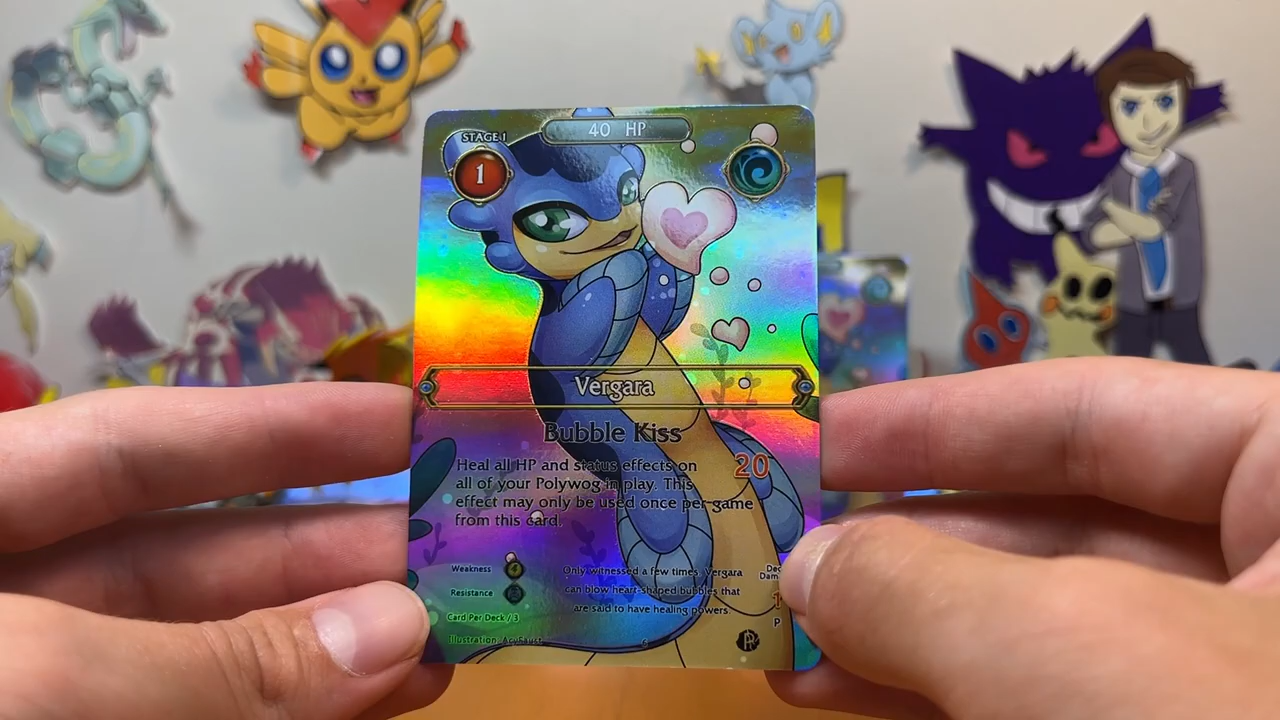 STAGE 1
40 HP
1
Vergara
Bubble Kiss
Heal all HP and status effects on
all of your Polywog in play. This
effect may only be used once per game
from this card.
20
Weakness
Resistance
Card Per Deck / 3
Illustration
Only witnessed a few times, Vergara
can blow heart-shaped bubbles that
are said to have healing powers.
P